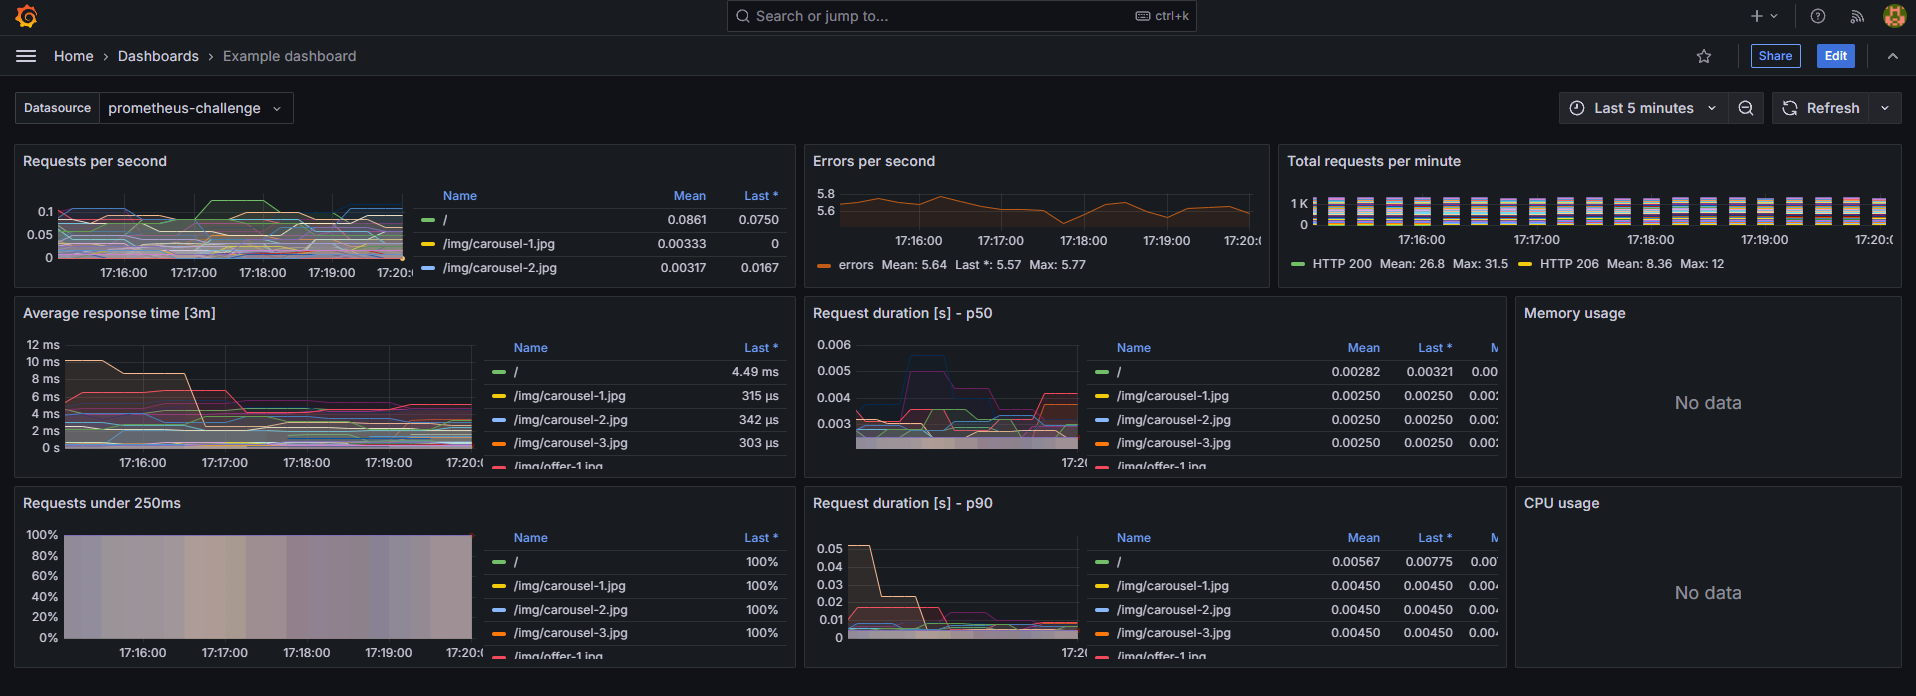 Search or jump to...
ctrl+k
Home › Dashboards › Example dashboard
Share
Edit
Datasource
prometheus-challenge
Last 5 minutes
Refresh
Requests per second
0.1
0.05
0
17:16:00 17:17:00 17:18:00 17:19:00 17:20:
Name Mean Last *
/ 0.0861 0.0750
/img/carousel-1.jpg 0.00333 0
/img/carousel-2.jpg 0.00317 0.0167
Errors per second
5.8
5.6
17:16:00 17:17:00 17:18:00 17:19:00 17:20:
errors Mean: 5.64 Last *: 5.57 Max: 5.77
Total requests per minute
1 K
0
17:16:00 17:17:00 17:18:00 17:19:00 17:20:
HTTP 200 Mean: 26.8 Max: 31.5 HTTP 206 Mean: 8.36 Max: 12
Average response time [3m]
12 ms
10 ms
8 ms
6 ms
4 ms
2 ms
0 s
17:16:00 17:17:00 17:18:00 17:19:00 17:20:
Name Last *
/ 4.49 ms
/img/carousel-1.jpg 315 µs
/img/carousel-2.jpg 342 µs
/img/carousel-3.jpg 303 µs
/img/offer-1.jpg
Request duration [s] - p50
0.006
0.005
0.004
0.003
17:20
Name Mean Last *
/ 0.00282 0.00321 0.00
/img/carousel-1.jpg 0.00250 0.00250 0.002
/img/carousel-2.jpg 0.00250 0.00250 0.002
/img/carousel-3.jpg 0.00250 0.00250 0.002
/img/offer-1.jpg
Memory usage
No data
Requests under 250ms
100%
80%
60%
40%
20%
0%
17:16:00 17:17:00 17:18:00 17:19:00 17:20:
Name Last *
/ 100%
/img/carousel-1.jpg 100%
/img/carousel-2.jpg 100%
/img/carousel-3.jpg 100%
/img/offer-1.jpg
Request duration [s] - p90
0.05
0.04
0.03
0.02
0.01
0
17:20
Name Mean Last *
/ 0.00567 0.00775 0.00
/img/carousel-1.jpg 0.00450 0.00450 0.004
/img/carousel-2.jpg 0.00450 0.00450 0.004
/img/carousel-3.jpg 0.00450 0.00450 0.004
/img/offer-1.jpg
CPU usage
No data